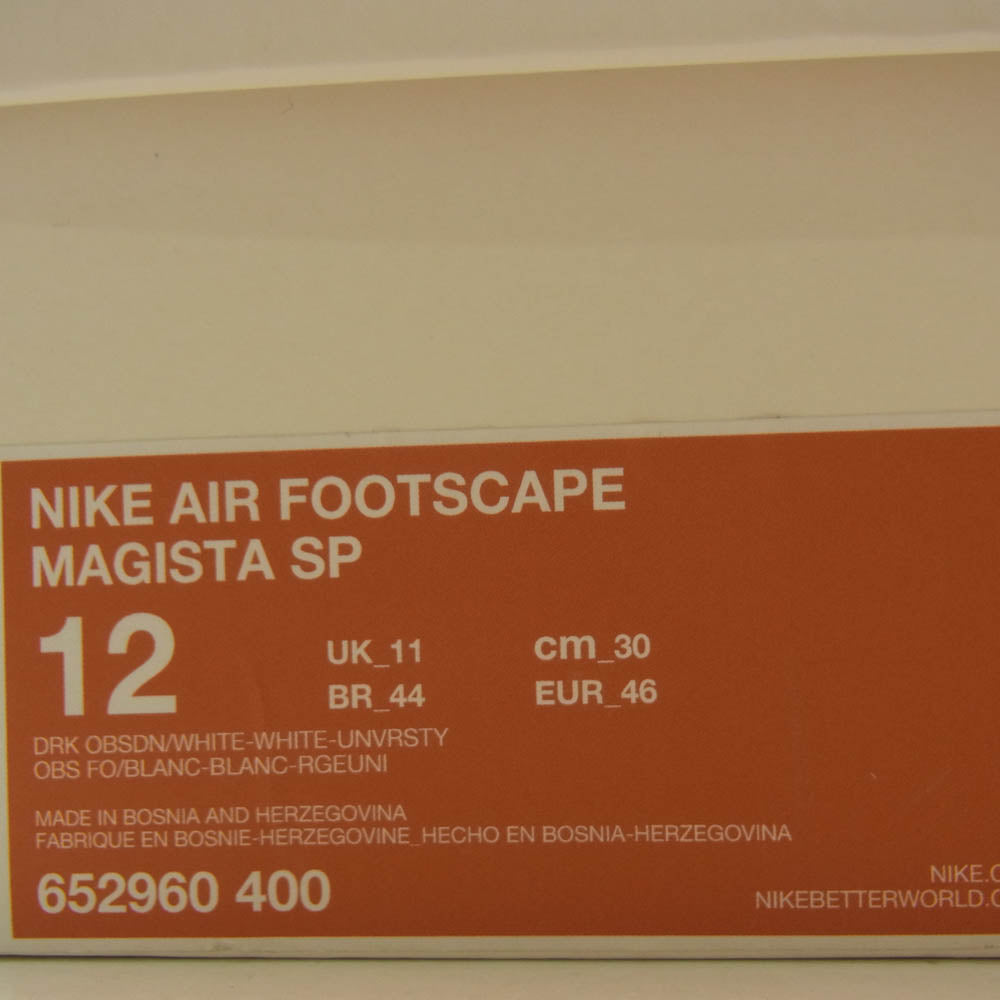 NIKE AIR FOOTSCAPE
MAGISTA SP
12
UK_11 cm_30
BR_44 EUR_46
DRK OBSDN/WHITE-WHITE-UNVRSTY
OBS FO/BLANC-BLANC-RGEUNI
MADE IN BOSNIA AND HERZEGOVINA
FABRIQUE EN BOSNIE-HERZEGOVINE_HECHO EN BOSNIA-HERZEGOVINA
652960 400
NIKE.C
NIKEBETTERWORLD.C